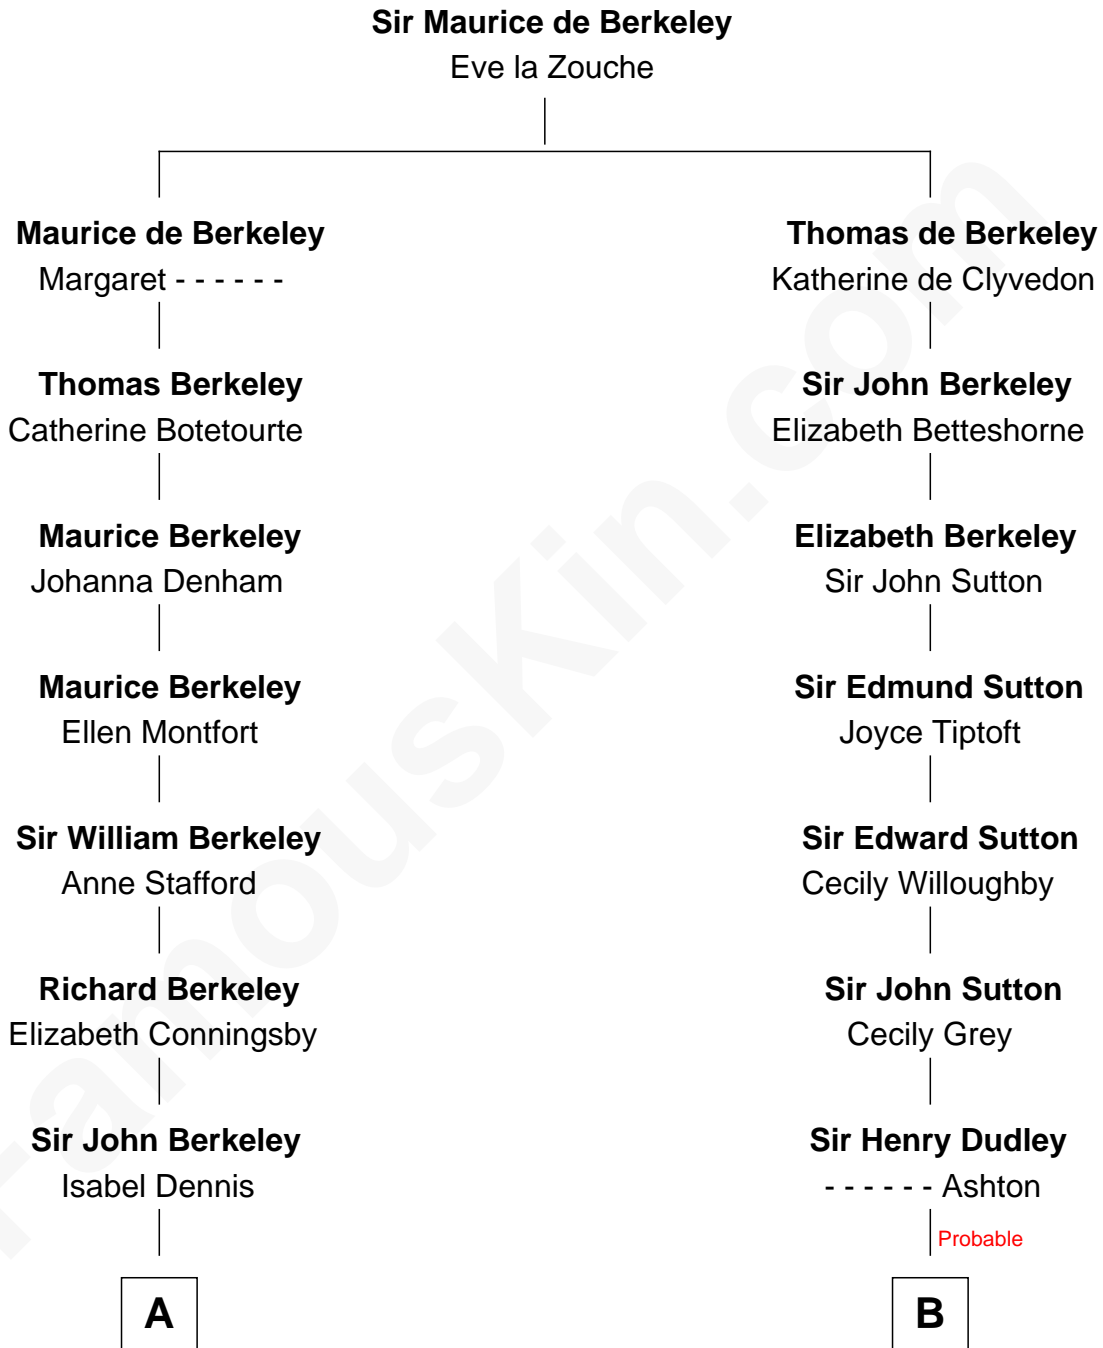 Sir Maurice de Berkeley
Eve la Zouche
Maurice de Berkeley
Margaret - - - - - -
Thomas de Berkeley
Katherine de Clyvedon
Thomas Berkeley
Catherine Botetourte
Sir John Berkeley
Elizabeth Betteshorne
Maurice Berkeley
Johanna Denham
Elizabeth Berkeley
Sir John Sutton
Maurice Berkeley
Ellen Montfort
Sir Edmund Sutton
Joyce Tiptoft
Sir William Berkeley
Anne Stafford
Sir Edward Sutton
Cecily Willoughby
Richard Berkeley
Elizabeth Conningsby
Sir John Sutton
Cecily Grey
Sir John Berkeley
Isabel Dennis
Sir Henry Dudley
- - - - - - Ashton
Probable
A
B
FamousKin.com